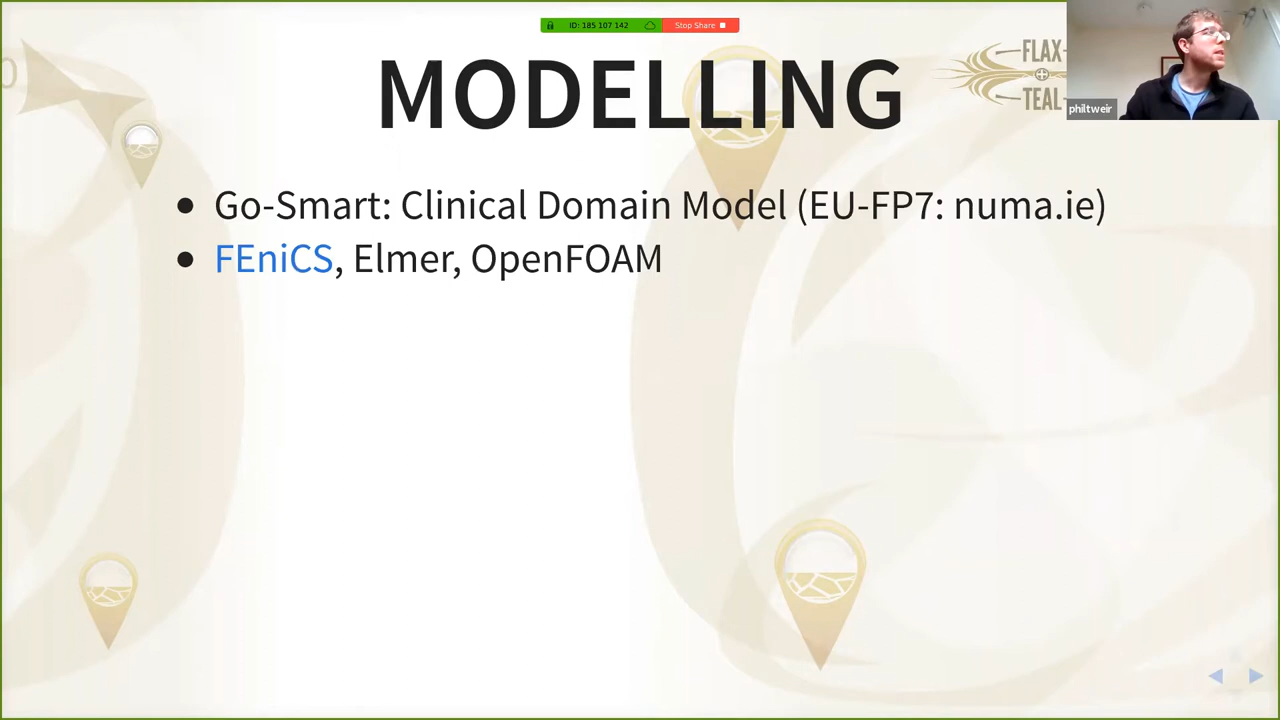 ID: 185 107 142
Stop Share
MODELLING
FLAX
TEAL
philtweir
Go-Smart: Clinical Domain Model (EU-FP7: numa.ie)
FEniCS, Elmer, OpenFOAM